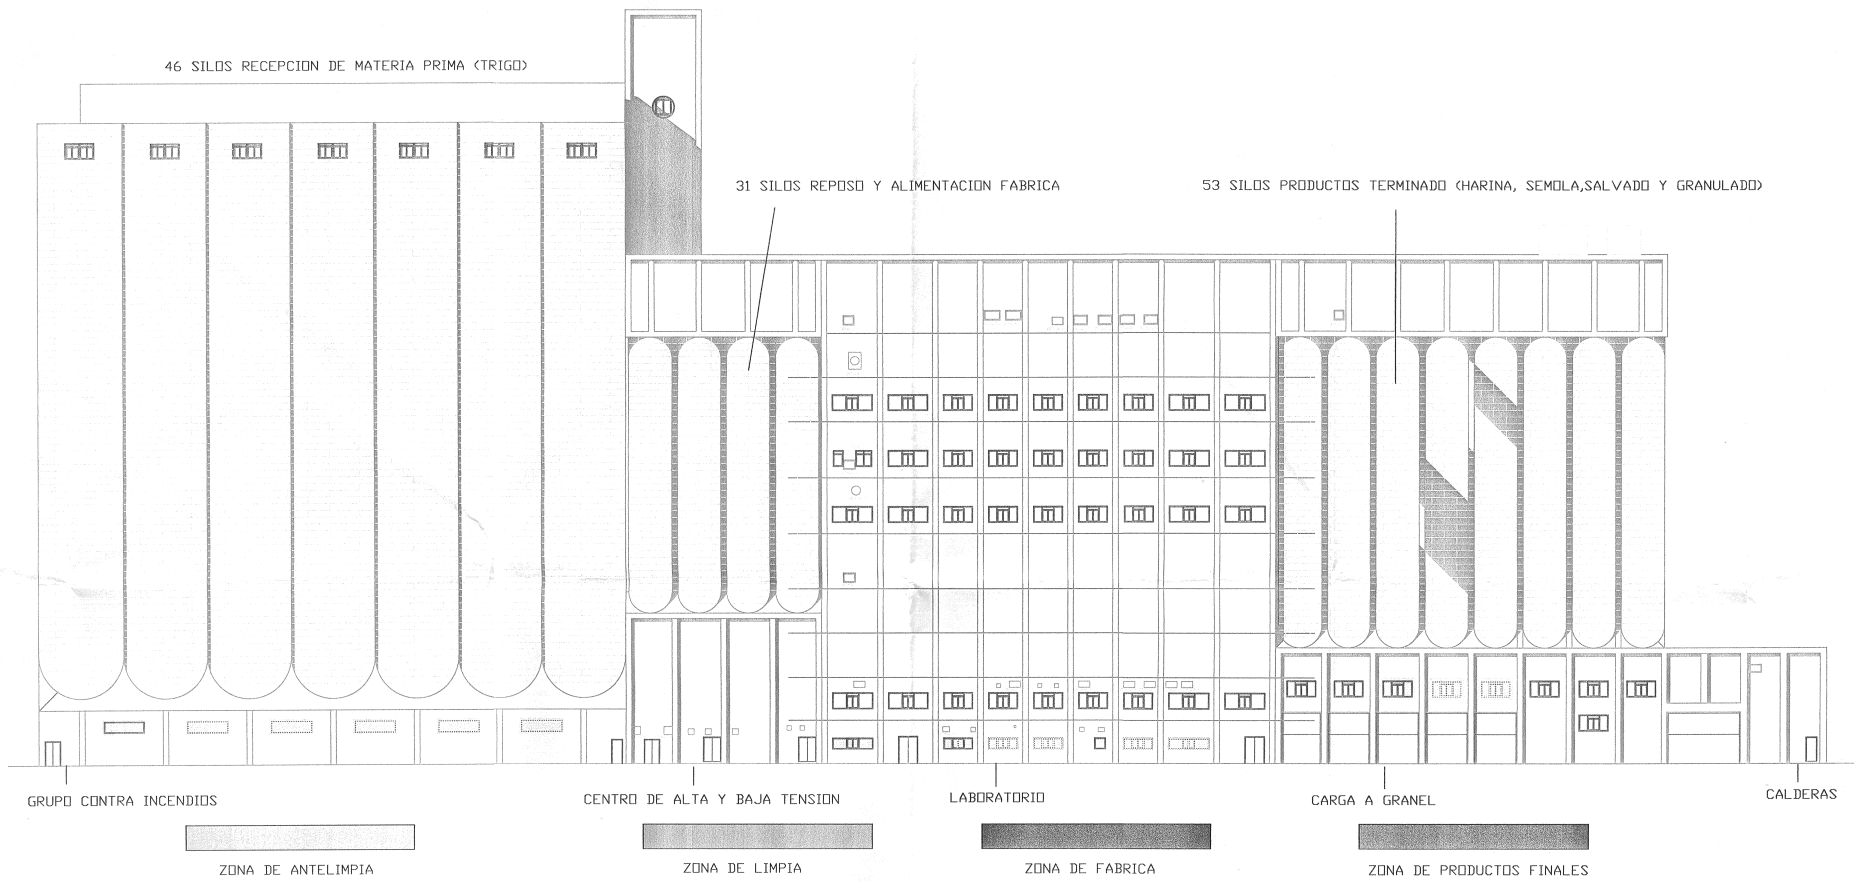 46 SILOS RECEPCION DE MATERIA PRIMA (TRIGO)
31 SILOS REPOSO Y ALIMENTACION FABRICA
53 SILOS PRODUCTOS TERMINADO (HARINA, SEMOLA,SALVADO Y GRANULADO)
GRUPO CONTRA INCENDIOS
CENTRO DE ALTA Y BAJA TENSION
LABORATORIO
CARGA A GRANEL
CALDERAS
ZONA DE ANTELIMPIA
ZONA DE LIMPIA
ZONA DE FABRICA
ZONA DE PRODUCTOS FINALES